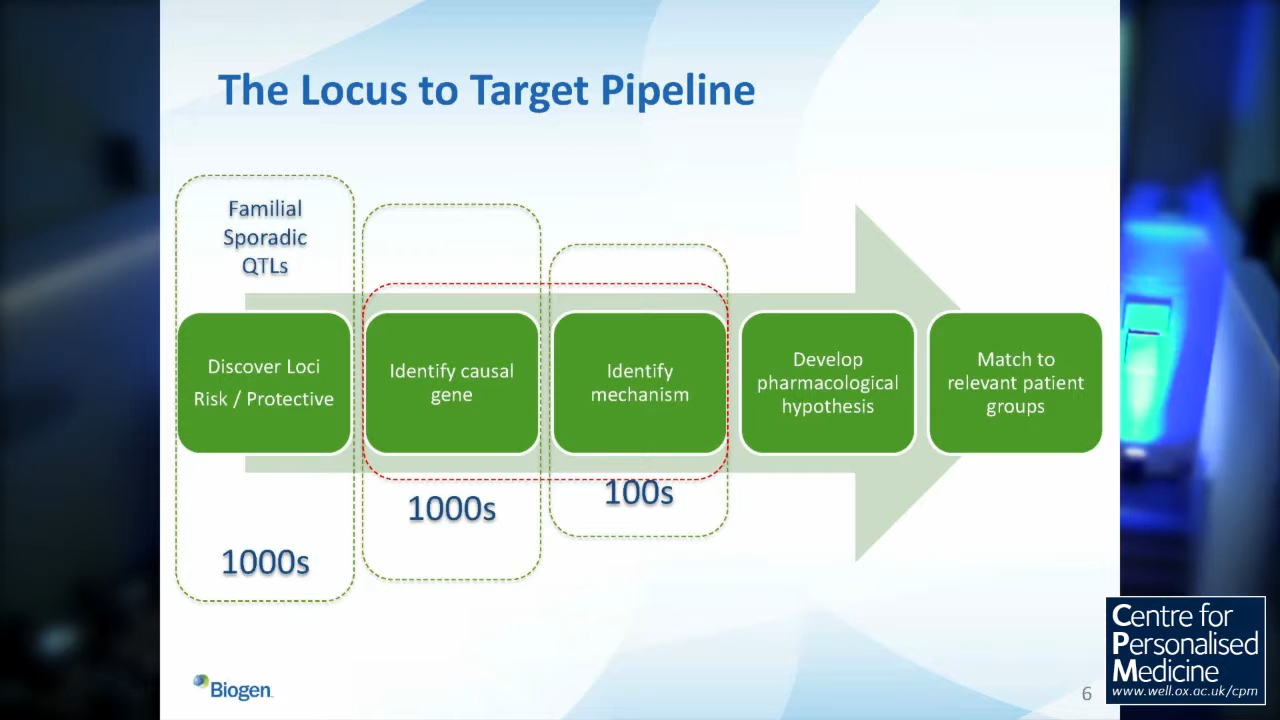 The Locus to Target Pipeline
Familial
Sporadic
QTLs
Discover Loci
Risk / Protective
Identify causal
gene
Identify
mechanism
Develop
pharmacological
hypothesis
Match to
relevant patient
groups
1000s
1000s
100s
Biogen
6
Centre for
Personalised
Medicine
www.well.ox.ac.uk/cpm